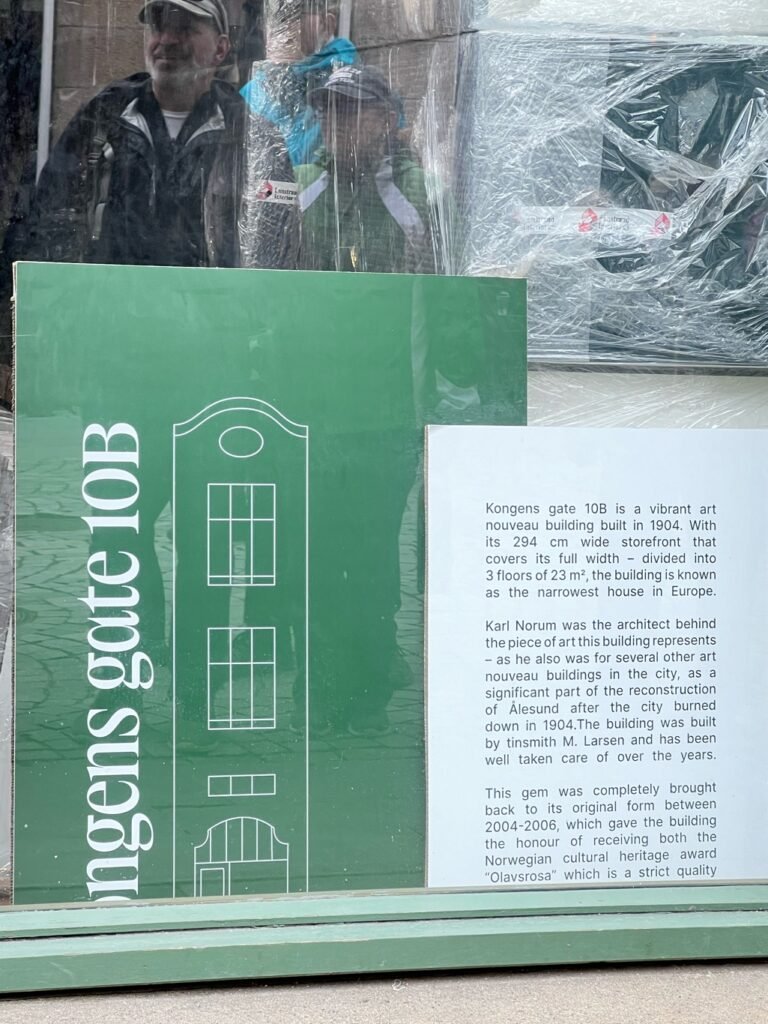 ongens gate 10B
Kongens gate 10B is a vibrant art
nouveau building built in 1904. With
its 294 cm wide storefront that
covers its full width – divided into
3 floors of 23 m², the building is known
as the narrowest house in Europe.
Karl Norum was the architect behind
the piece of art this building represents
– as he also was for several other art
nouveau buildings in the city, as a
significant part of the reconstruction
of Ålesund after the city burned
down in 1904.The building was built
by tinsmith M. Larsen and has been
well taken care of over the years.
This gem was completely brought
back to its original form between
2004-2006, which gave the building
the honour of receiving both the
Norwegian cultural heritage award
“Olavsrosa” which is a strict quality